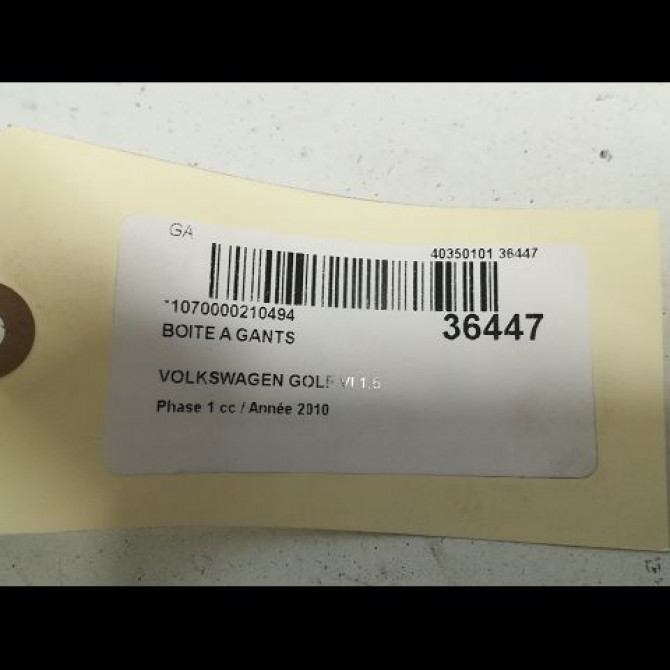 GA
40350101 36447
*1070000210494
36447
BOITE A GANTS
VOLKSWAGEN GOLF VI 1,6
Phase 1 cc / Année 2010